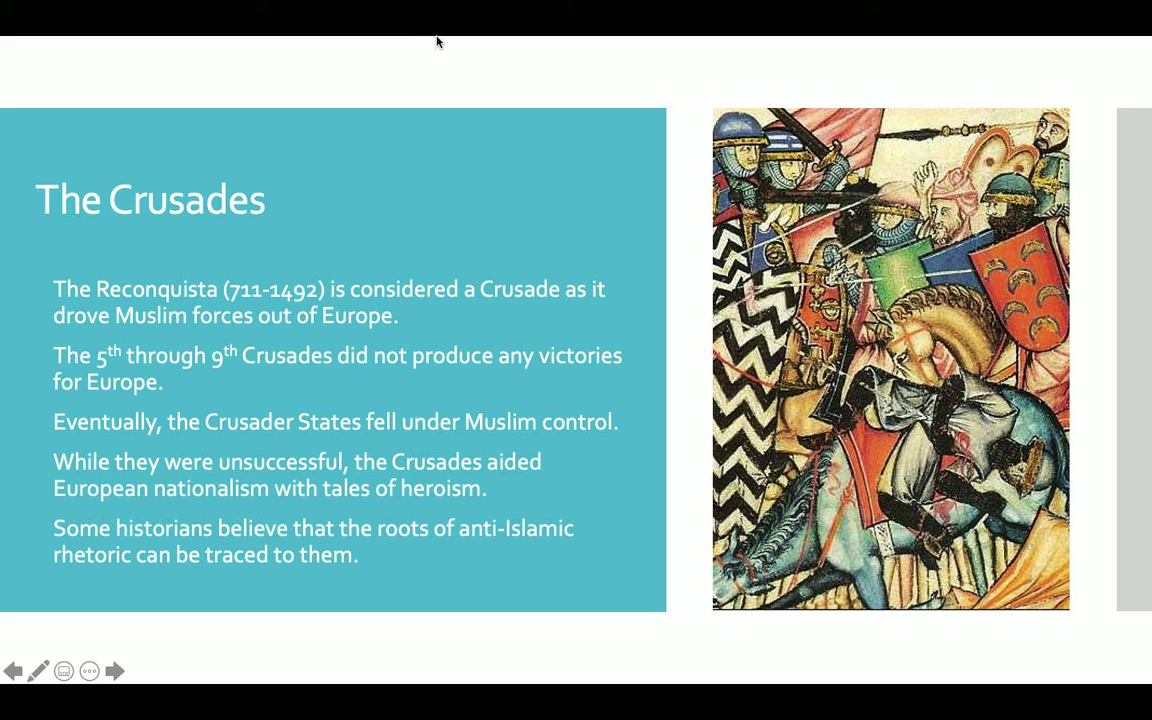 The Crusades
The Reconquista (711-1492) is considered a Crusade as it
drove Muslim forces out of Europe.
The 5th through 9th Crusades did not produce any victories
for Europe.
Eventually, the Crusader States fell under Muslim control.
While they were unsuccessful, the Crusades aided
European nationalism with tales of heroism.
Some historians believe that the roots of anti-Islamic
rhetoric can be traced to them.